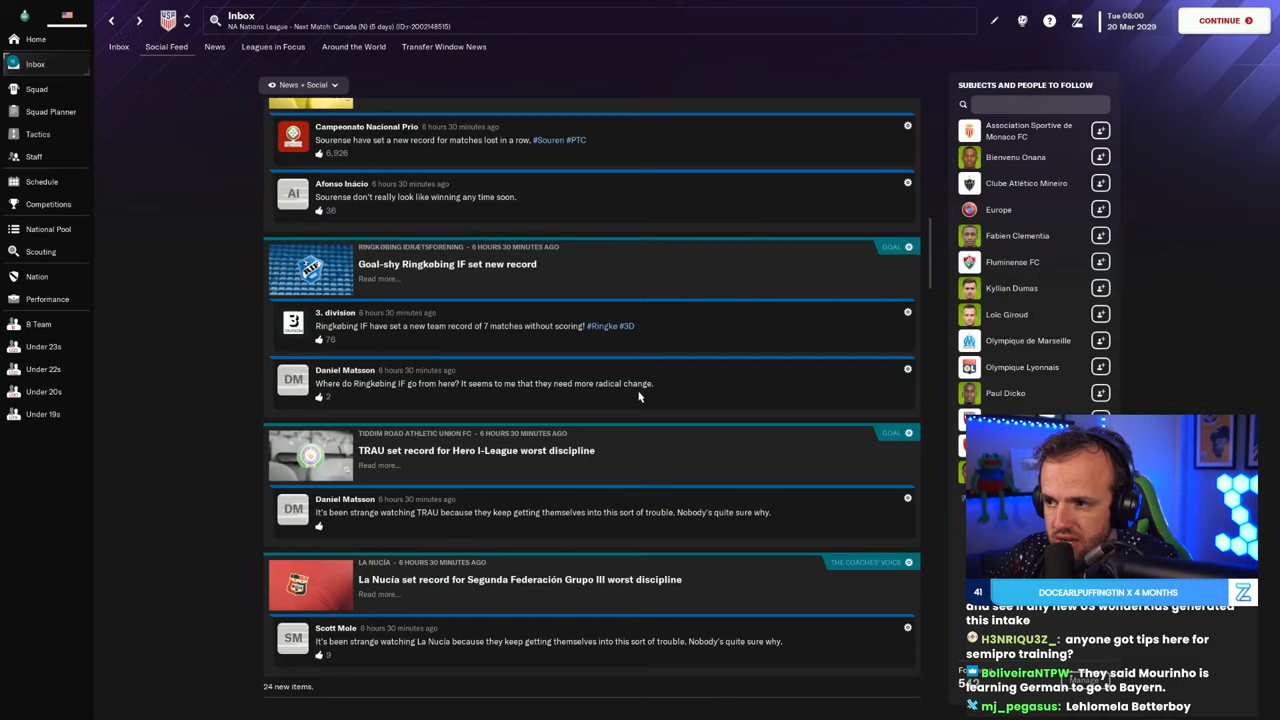 Inbox
NA Nations League - Next Match: Canada (N) (5 days) (ID:r-2002148515)
Tue 08:00
20 Mar 2029
CONTINUE
Inbox
Social Feed
News
Leagues in Focus
Around the World
Transfer Window News
Home
Inbox
Squad
Squad Planner
Tactics
Staff
Schedule
Competitions
National Pool
Scouting
Nation
Performance
B Team
Under 23s
Under 22s
Under 20s
Under 19s
News + Social
Campeonato Nacional Prio 6 hours 30 minutes ago
Sourense have set a new record for matches lost in a row. #Souren #PTC
6,926
AI
Afonso Inácio 6 hours 30 minutes ago
Sourense don't really look like winning any time soon.
36
RINGKØBING IDRÆTSFORENING - 6 HOURS 30 MINUTES AGO
GOAL
Goal-shy Ringkøbing IF set new record
Read more...
3. division 6 hours 30 minutes ago
Ringkøbing IF have set a new team record of 7 matches without scoring! #Ringkø #3D
76
DM
Daniel Matsson 6 hours 30 minutes ago
Where do Ringkøbing IF go from here? It seems to me that they need more radical change.
2
TIDDIM ROAD ATHLETIC UNION FC - 6 HOURS 30 MINUTES AGO
GOAL
TRAU set record for Hero I-League worst discipline
Read more...
DM
Daniel Matsson 6 hours 30 minutes ago
It's been strange watching TRAU because they keep getting themselves into this sort of trouble. Nobody's quite sure why.
LA NUCÍA - 6 HOURS 30 MINUTES AGO
THE COACHES' VOICE
La Nucía set record for Segunda Federación Grupo III worst discipline
Read more...
SM
Scott Mole 6 hours 30 minutes ago
It's been strange watching La Nucía because they keep getting themselves into this sort of trouble. Nobody's quite sure why.
9
24 new items.
SUBJECTS AND PEOPLE TO FOLLOW
Association Sportive de
Monaco FC
Bienvenu Onana
Clube Atlético Mineiro
Europe
Fabien Clementia
Fluminense FC
Kyllian Dumas
Loïc Giroud
Olympique de Marseille
Olympique Lyonnais
Paul Dicko
41
DOCEARLPUFFINGTIN X 4 MONTHS
and see if any new US wonderkids generated
this intake
H3NRIQU3Z_: anyone got tips here for
semipro training?
BoliveiraNTPW: They said Mourinho is
learning German to go to Bayern.
mj_pegasus: Lehlomela Betterboy
Manage